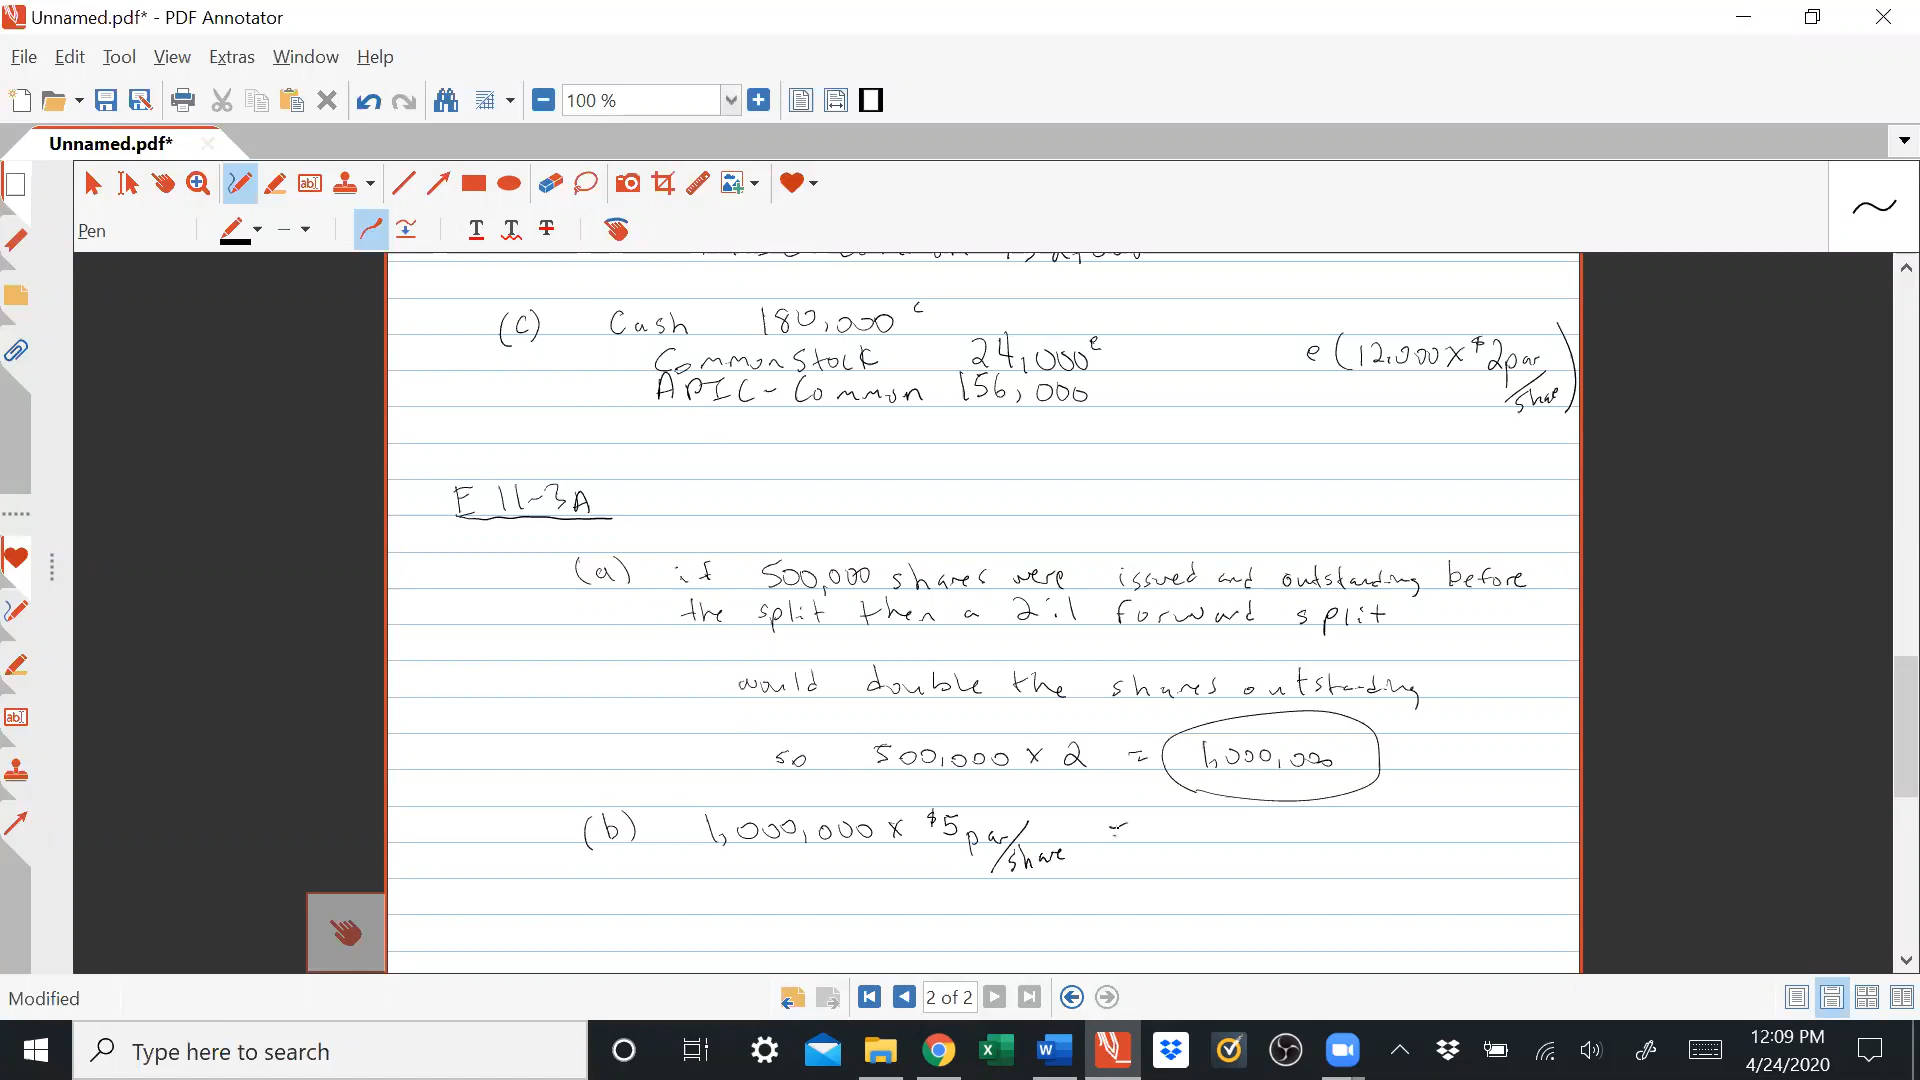 Unnamed.pdf* - PDF Annotator
File Edit Tool View Extras Window Help
100 %
Unnamed.pdf*
Pen
(c) Cash 180,000 c
Common Stock 24,000 e
APIC - Common 156,000
e (12,000 x $2 par/share)
E 11-3A
(a) if 500,000 shares were issued and outstanding before
the split then a 2:1 forward split
would double the shares outstanding
so 500,000 x 2 = 1,000,000
(b) 1,000,000 x $5 par/share =
Modified
2 of 2
Type here to search
12:09 PM
4/24/2020